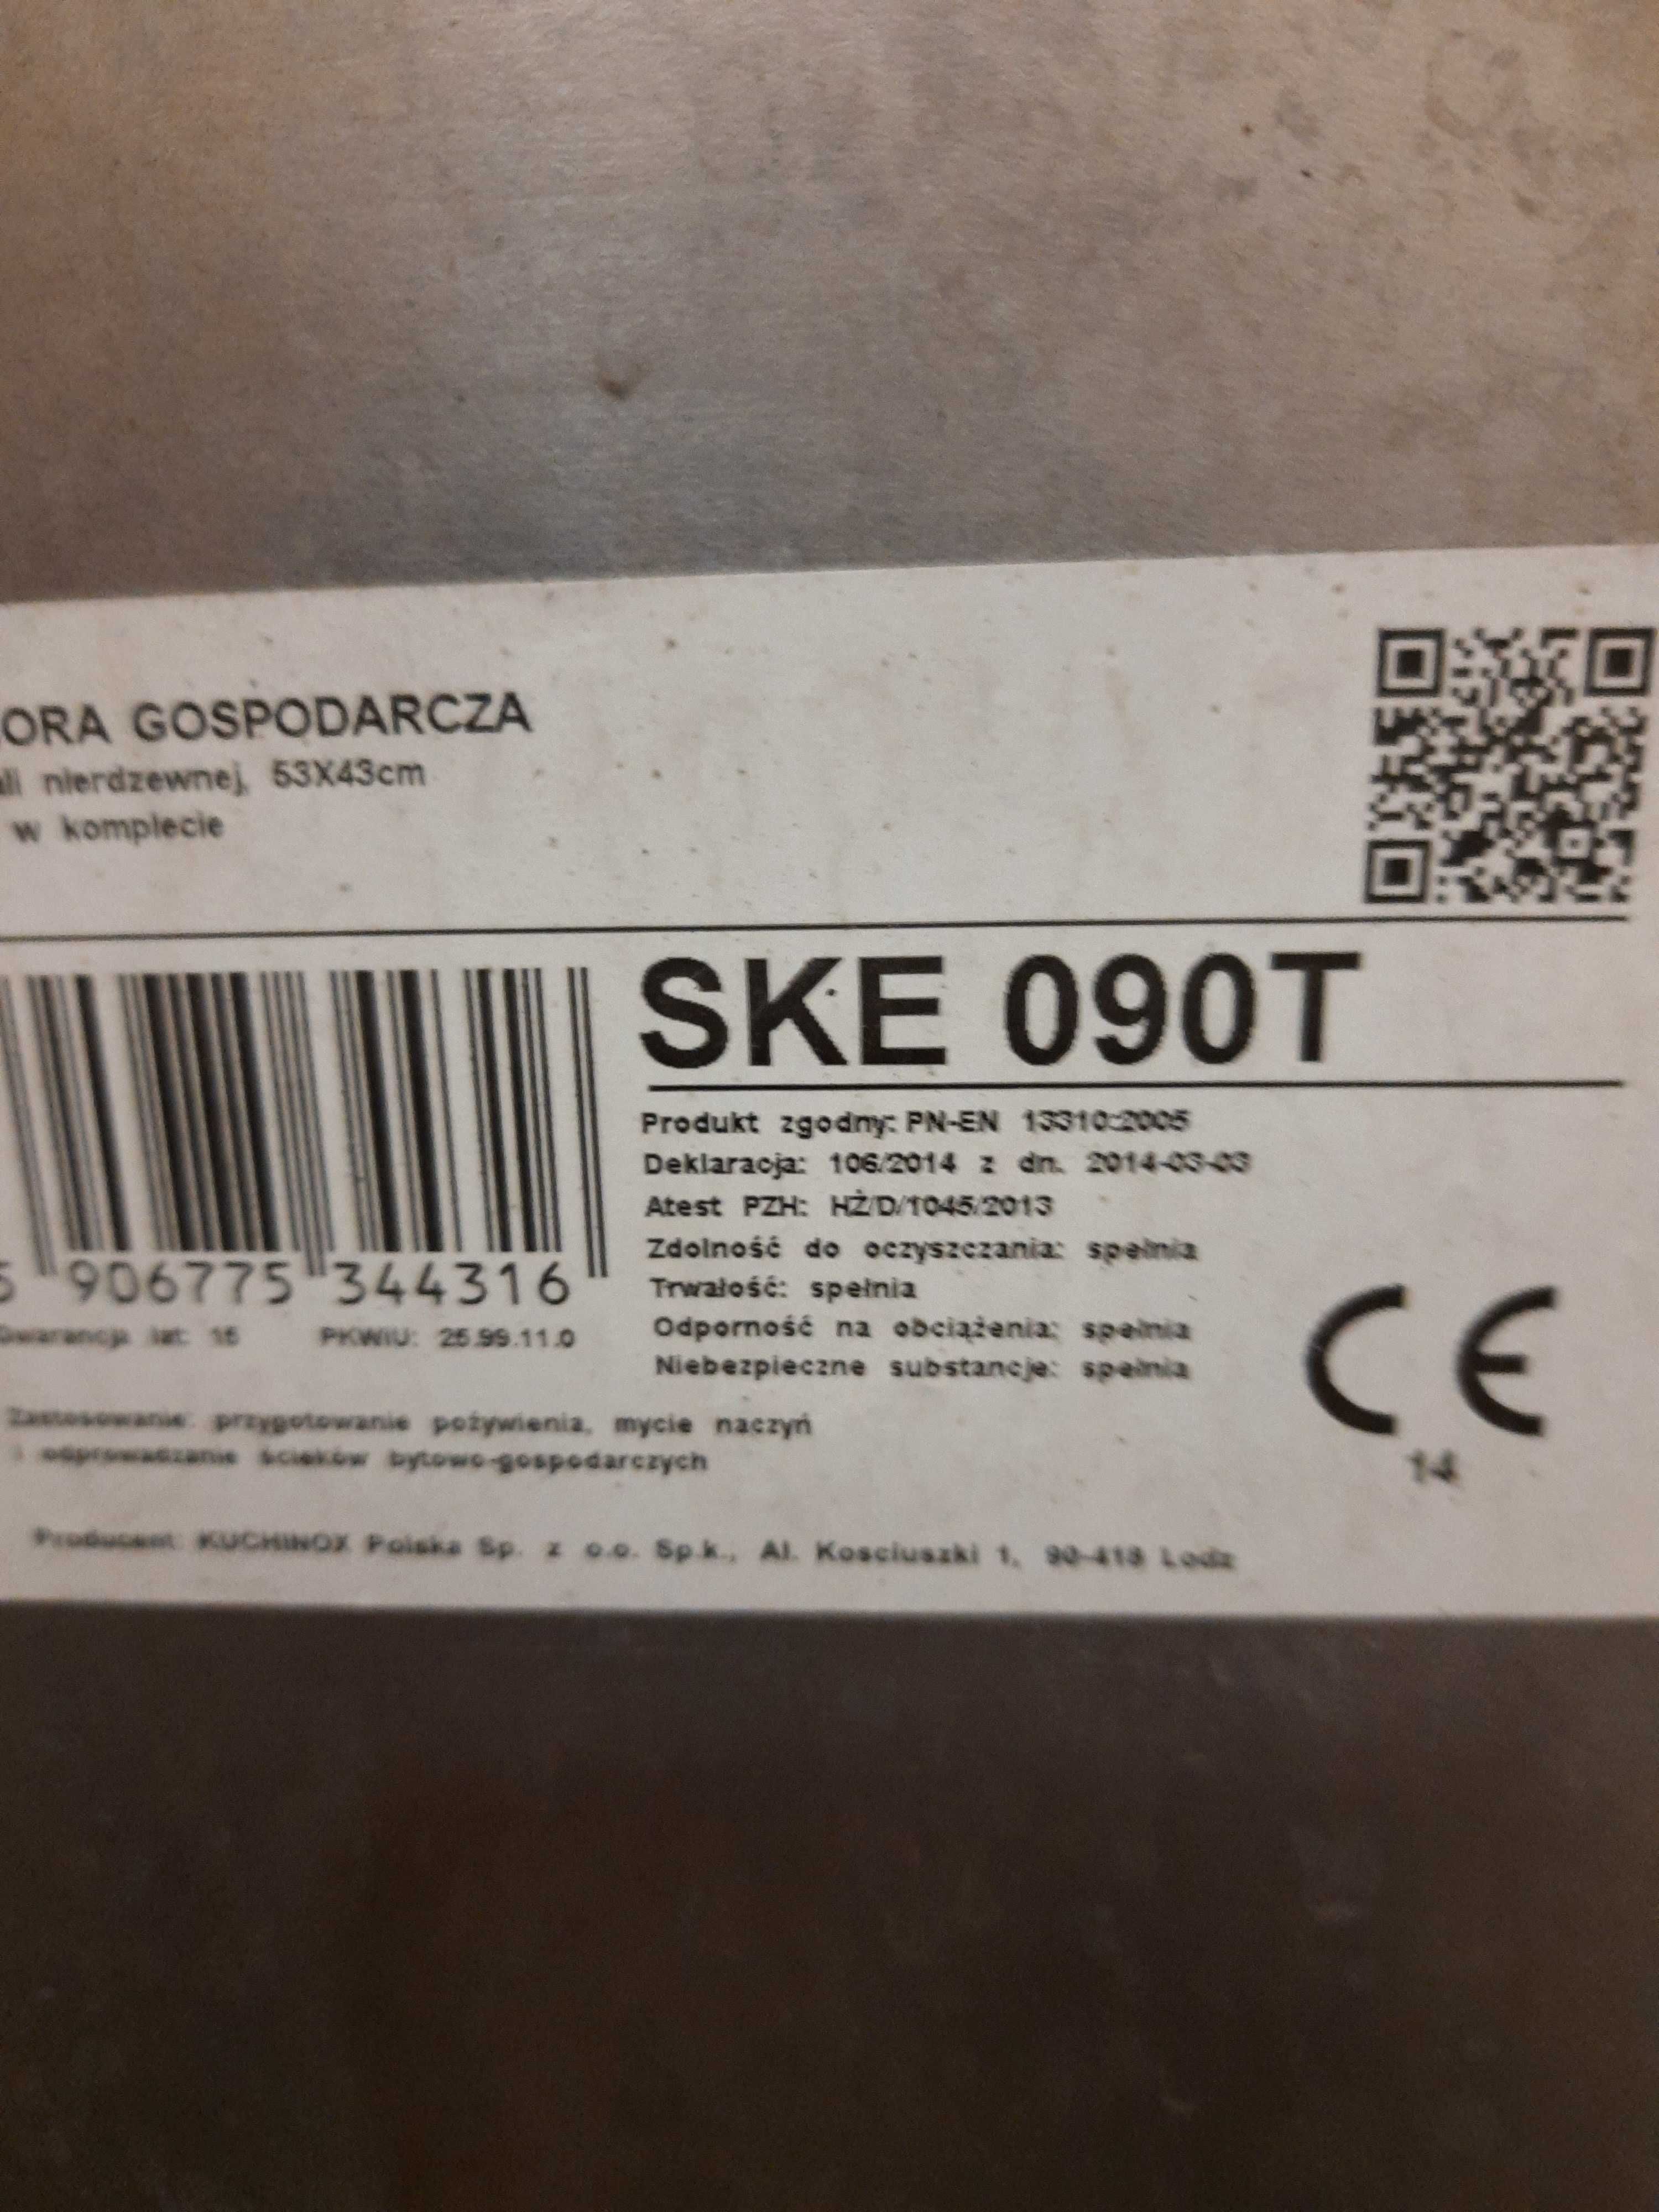 ORA GOSPODARCZA
ali nierdzewnej, 53X43cm
w komplecie
SKE 090T
Produkt zgodny: PN-EN 13310:2005
Deklaracja: 106/2014 z dn. 2014-03-03
Atest PZH: HŻ/D/1045/2013
Zdolność do oczyszczania: spełnia
Trwałość: spełnia
Odporność na obciążenia: spełnia
Niebezpieczne substancje: spełnia
5 906775 344316
Gwarancja lat: 15 PKWiU: 25.99.11.0
CE
14
Zastosowanie: przygotowanie pożywienia, mycie naczyń
i odprowadzanie ścieków bytowo-gospodarczych
Producent: KUCHINOX Polska Sp. z o.o. Sp.k., Al. Kosciuszki 1, 90-418 Lodz